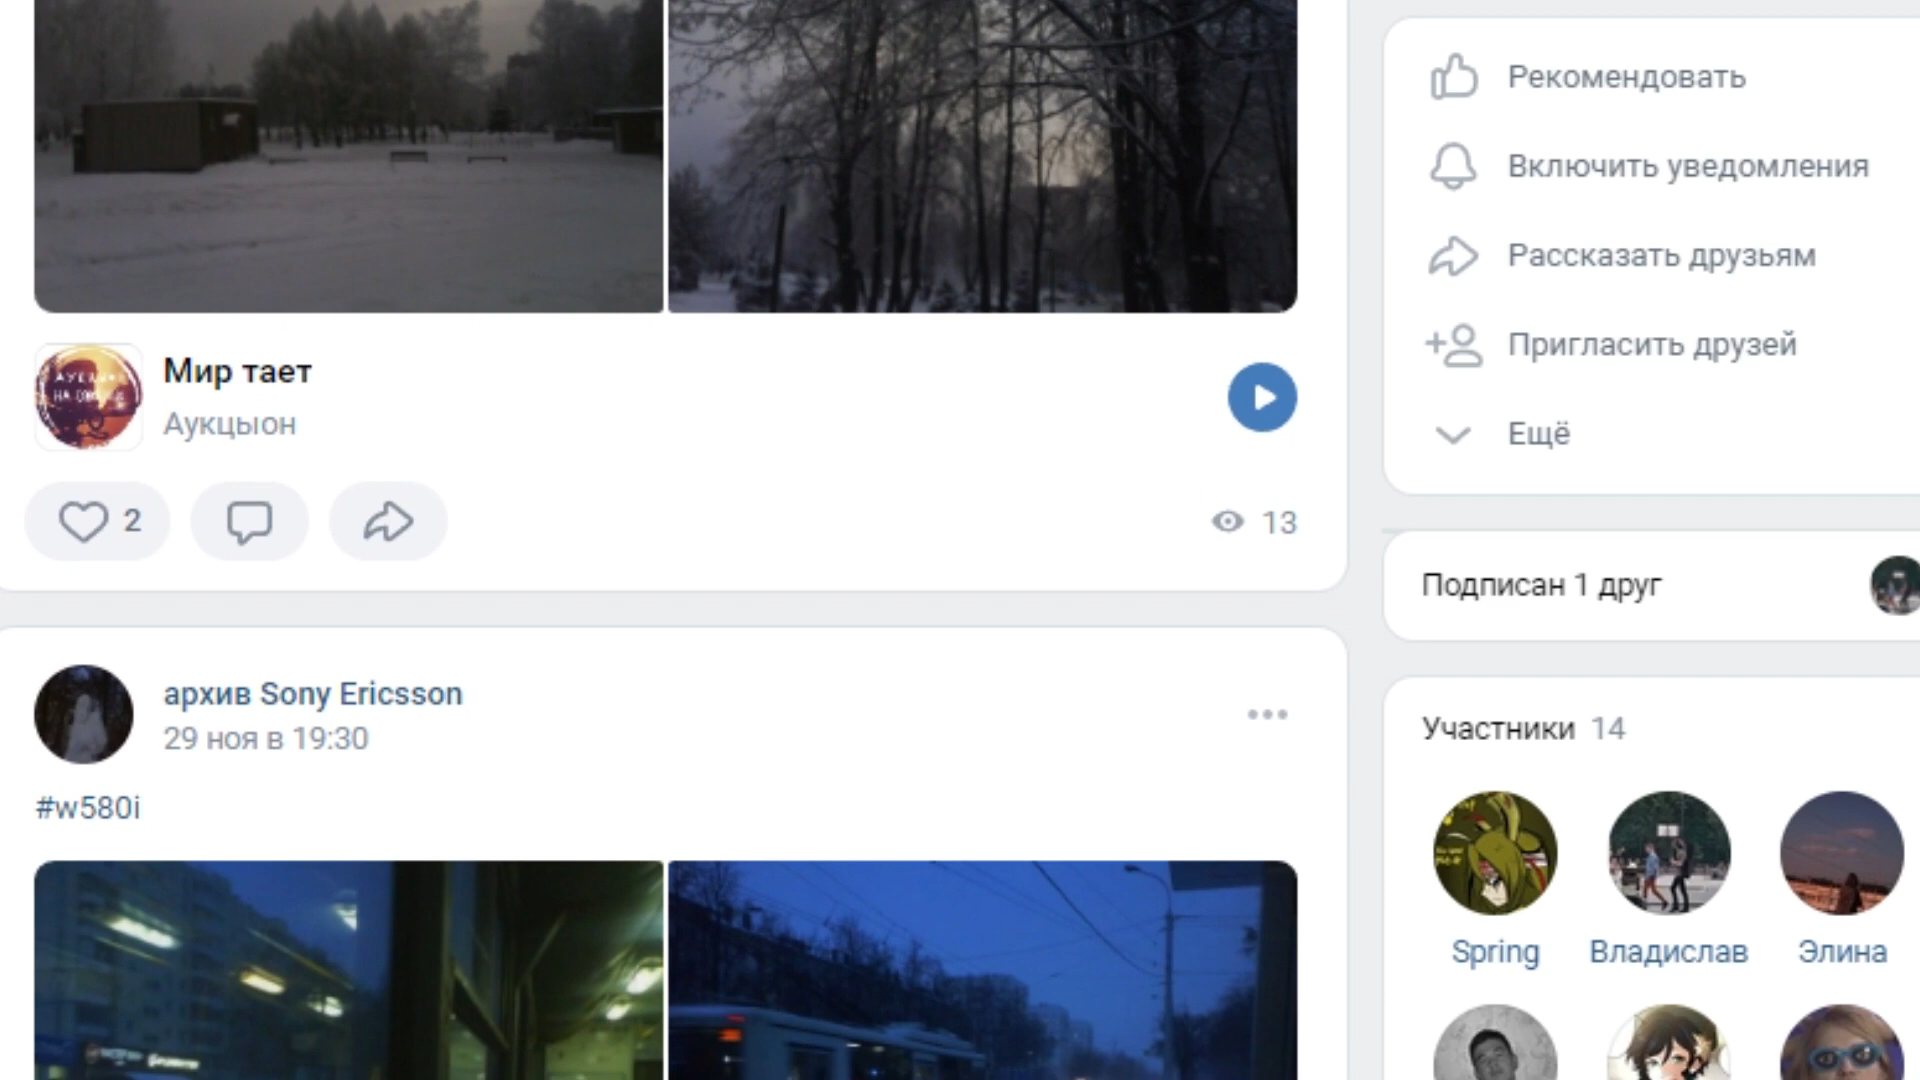 Мир тает
Аукцыон
2
13
архив Sony Ericsson
29 ноя в 19:30
#w580i
Рекомендовать
Включить уведомления
Рассказать друзьям
Пригласить друзей
Ещё
Подписан 1 друг
Участники 14
Spring
Владислав
Элина